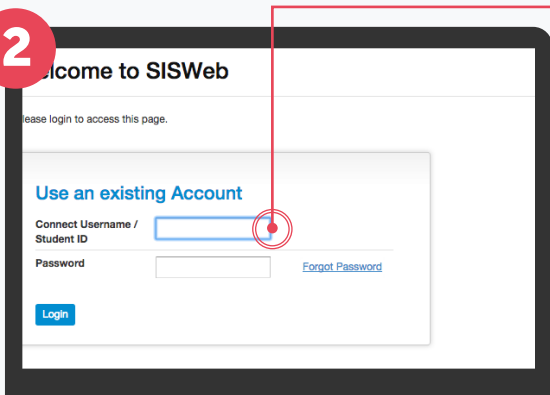 2
elcome to SISWeb
lease login to access this page.
Use an existing Account
Connect Username /
Student ID
Password
Forgot Password
Login